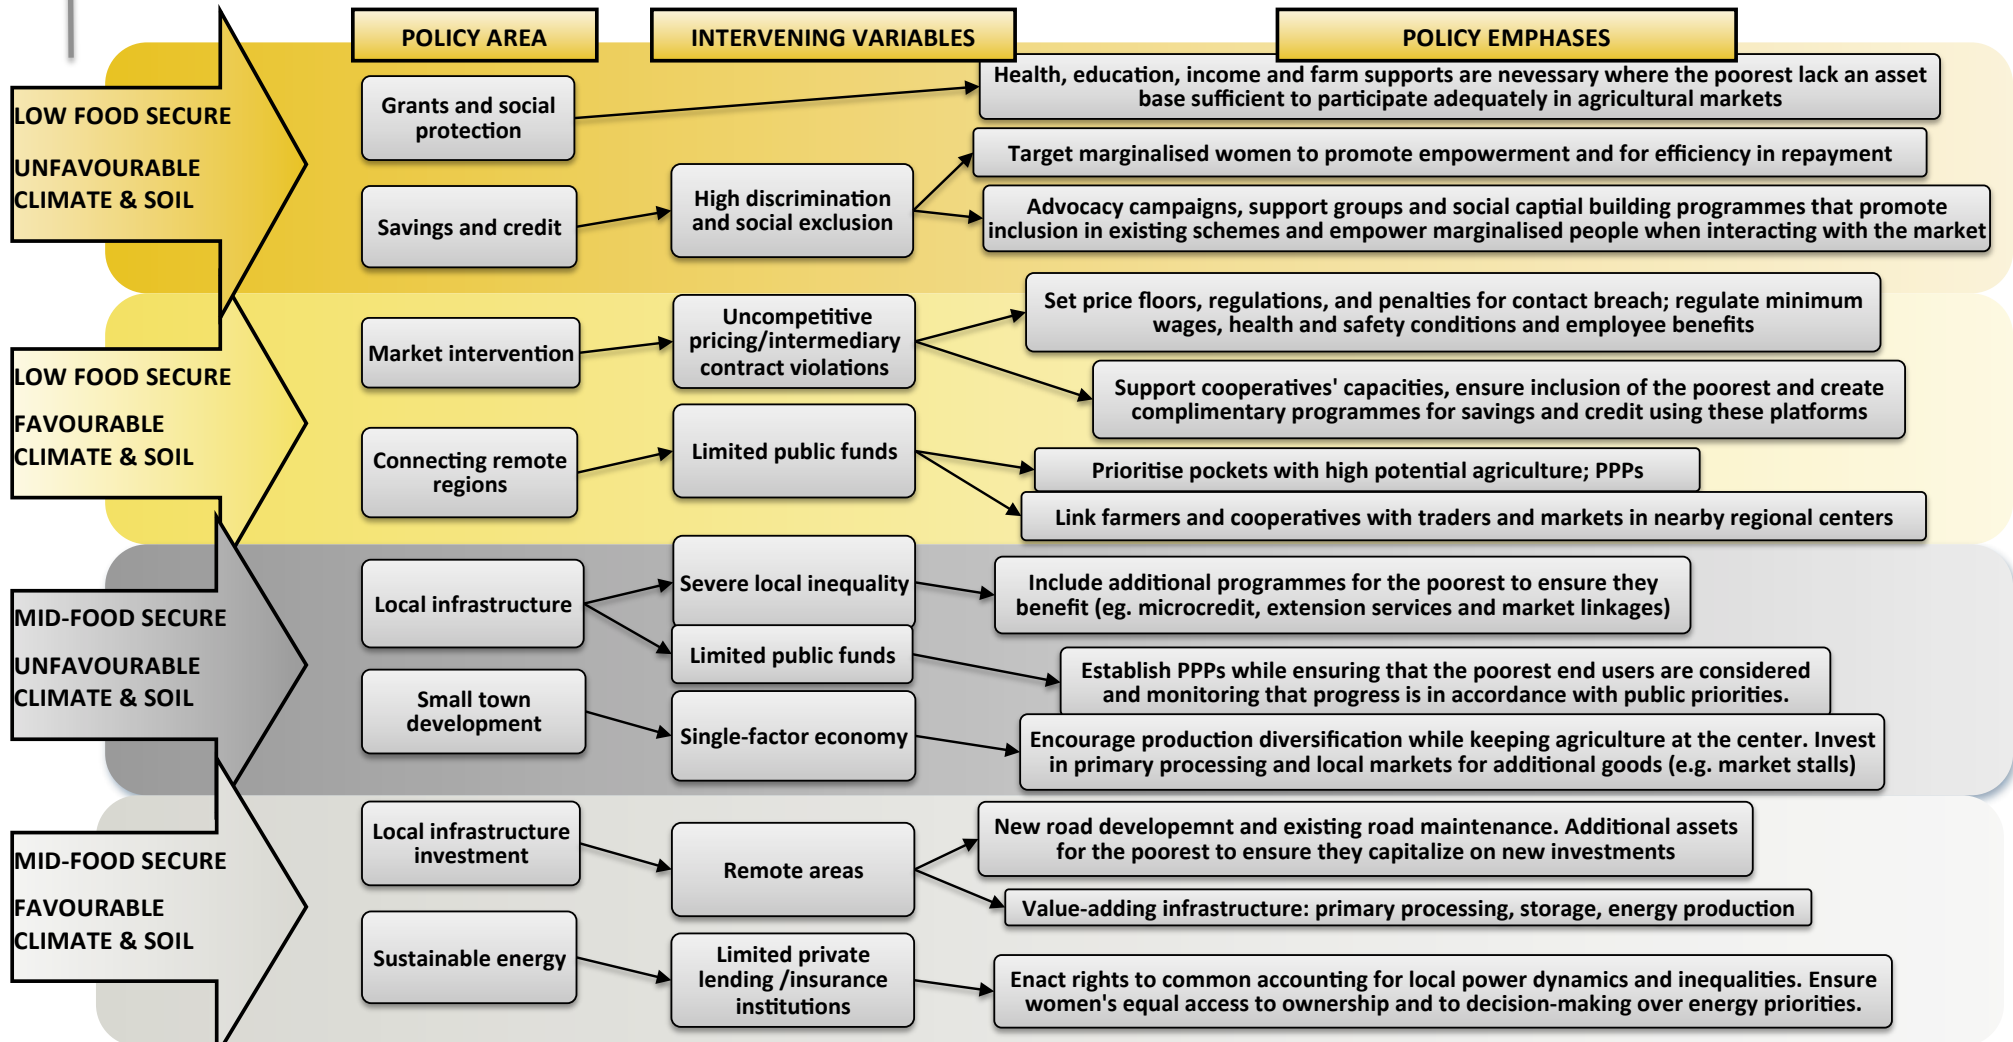 POLICY AREA
INTERVENING VARIABLES
POLICY EMPHASES
LOW FOOD SECURE
UNFAVOURABLE
CLIMATE & SOIL
Grants and social
protection
Health, education, income and farm supports are nevessary where the poorest lack an asset
base sufficient to participate adequately in agricultural markets
Savings and credit
High discrimination
and social exclusion
Target marginalised women to promote empowerment and for efficiency in repayment
Advocacy campaigns, support groups and social captial building programmes that promote
inclusion in existing schemes and empower marginalised people when interacting with the market
LOW FOOD SECURE
FAVOURABLE
CLIMATE & SOIL
Market intervention
Uncompetitive
pricing/intermediary
contract violations
Set price floors, regulations, and penalties for contact breach; regulate minimum
wages, health and safety conditions and employee benefits
Support cooperatives' capacities, ensure inclusion of the poorest and create
complimentary programmes for savings and credit using these platforms
Connecting remote
regions
Limited public funds
Prioritise pockets with high potential agriculture; PPPs
Link farmers and cooperatives with traders and markets in nearby regional centers
MID-FOOD SECURE
UNFAVOURABLE
CLIMATE & SOIL
Local infrastructure
Severe local inequality
Include additional programmes for the poorest to ensure they
benefit (eg. microcredit, extension services and market linkages)
Limited public funds
Establish PPPs while ensuring that the poorest end users are considered
and monitoring that progress is in accordance with public priorities.
Small town
development
Single-factor economy
Encourage production diversification while keeping agriculture at the center. Invest
in primary processing and local markets for additional goods (e.g. market stalls)
MID-FOOD SECURE
FAVOURABLE
CLIMATE & SOIL
Local infrastructure
investment
Remote areas
New road developemnt and existing road maintenance. Additional assets
for the poorest to ensure they capitalize on new investments
Value-adding infrastructure: primary processing, storage, energy production
Sustainable energy
Limited private
lending /insurance
institutions
Enact rights to common accounting for local power dynamics and inequalities. Ensure
women's equal access to ownership and to decision-making over energy priorities.